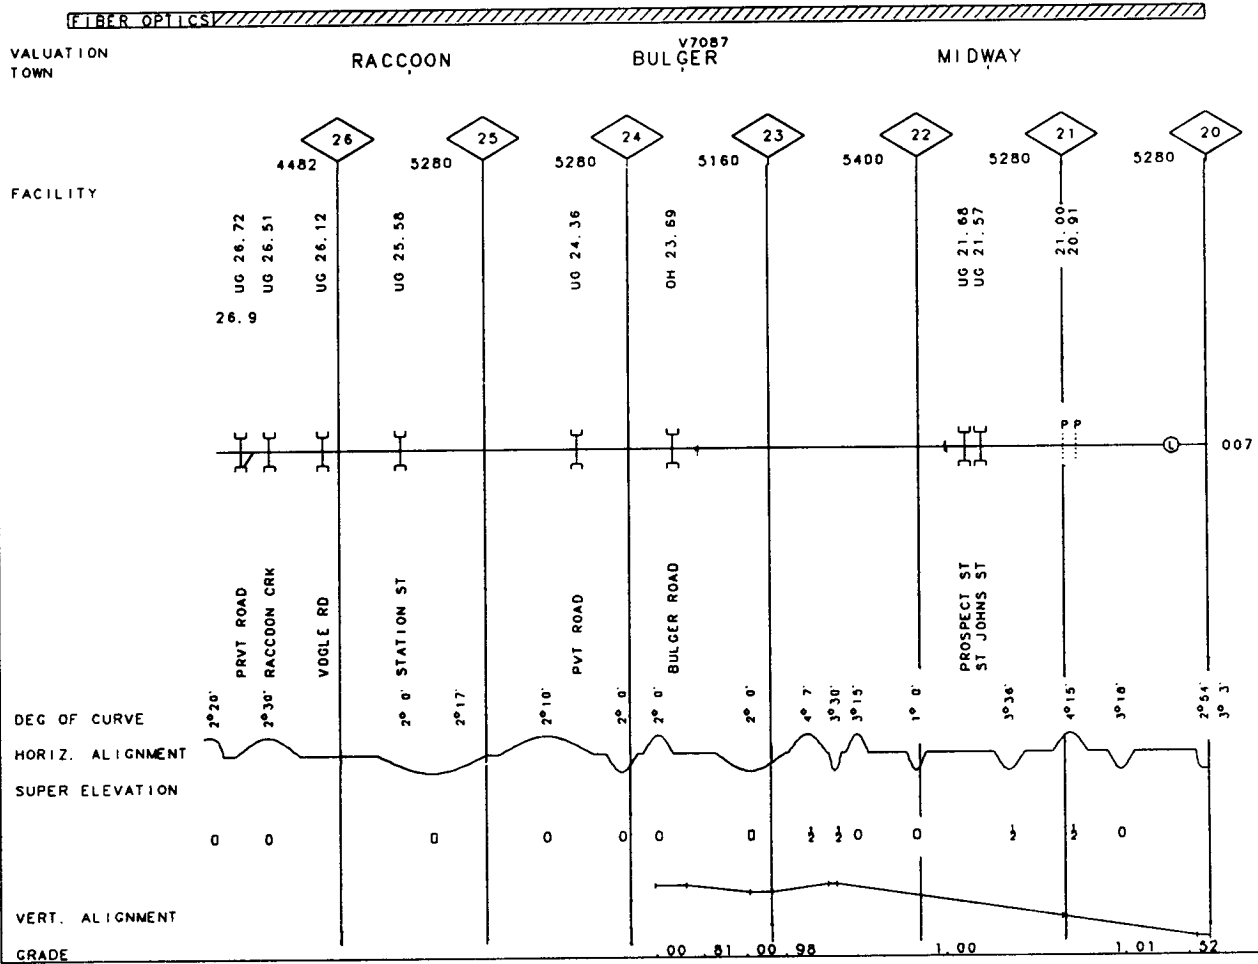 FIBER OPTICS
VALUATION V7087
TOWN RACCOON BULGER MIDWAY
26 25 24 23 22 21 20
4482 5280 5280 5160 5400 5280 5280
FACILITY
UG 26.72
UG 26.51
UG 26.12
UG 25.58
UG 24.36
OH 23.69
UG 21.68
UG 21.57
21.00
20.91
26.9
P P
L 007
PRVT ROAD
RACCOON CRK
VOGLE RD
STATION ST
PVT ROAD
BULGER ROAD
PROSPECT ST
ST JOHNS ST
DEG OF CURVE 2°20' 2°30' 2°0' 2°17' 2°10' 2°0' 2°0' 2°0' 4°7' 3°30' 3°15' 1°0' 3°36' 4°15' 3°18' 2°54' 3°3'
HORIZ. ALIGNMENT
SUPER ELEVATION
0 0 0 0 0 0 0 ½ ½ 0 0 ½ ½ 0
VERT. ALIGNMENT
GRADE .00 .81 .00 .98 1.00 1.01 .52